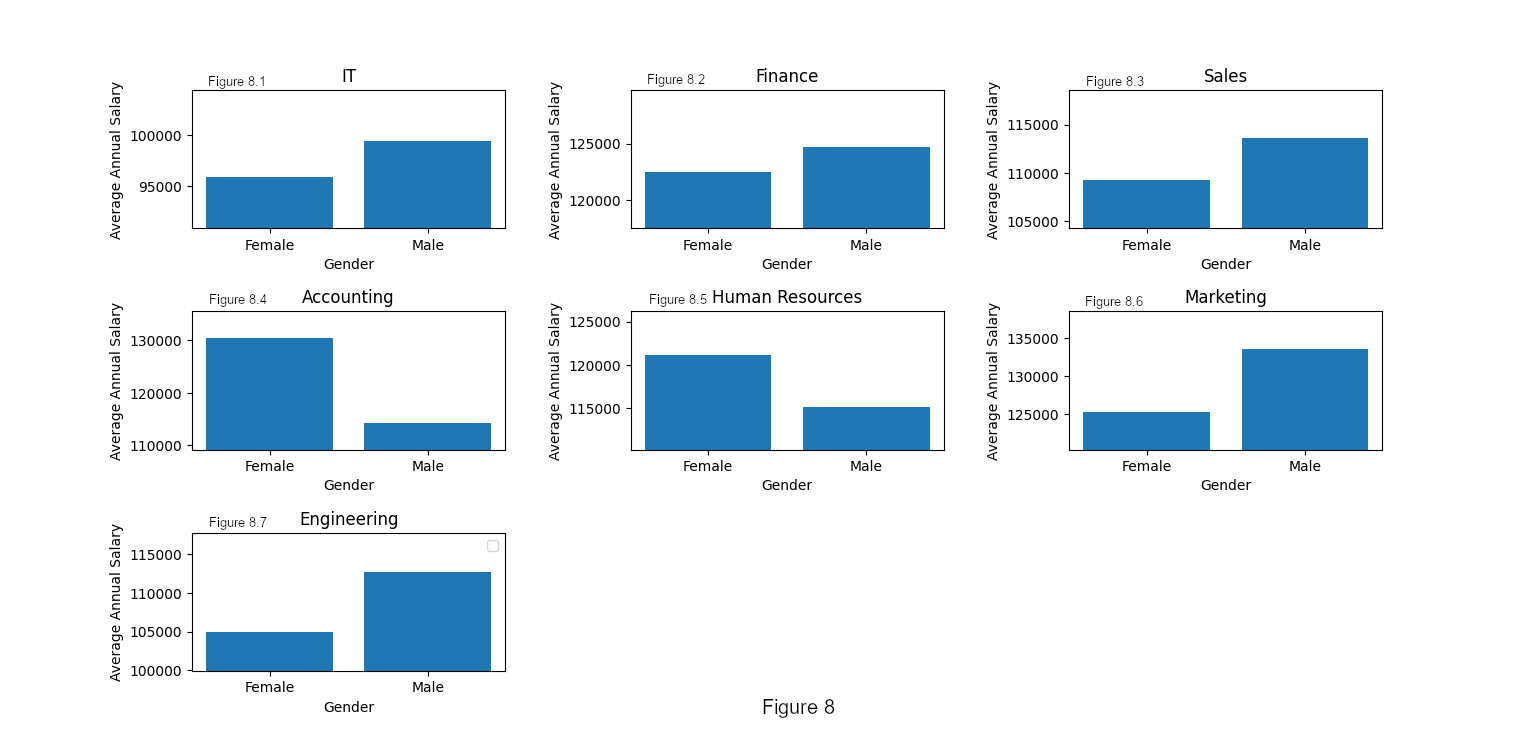 Figure 8.1
IT
Average Annual Salary
100000
95000
Female
Male
Gender
Figure 8.2
Finance
Average Annual Salary
125000
120000
Female
Male
Gender
Figure 8.3
Sales
Average Annual Salary
115000
110000
105000
Female
Male
Gender
Figure 8.4
Accounting
Average Annual Salary
130000
120000
110000
Female
Male
Gender
Figure 8.5
Human Resources
Average Annual Salary
125000
120000
115000
Female
Male
Gender
Figure 8.6
Marketing
Average Annual Salary
135000
130000
125000
Female
Male
Gender
Figure 8.7
Engineering
Average Annual Salary
115000
110000
105000
100000
Female
Male
Gender
Figure 8